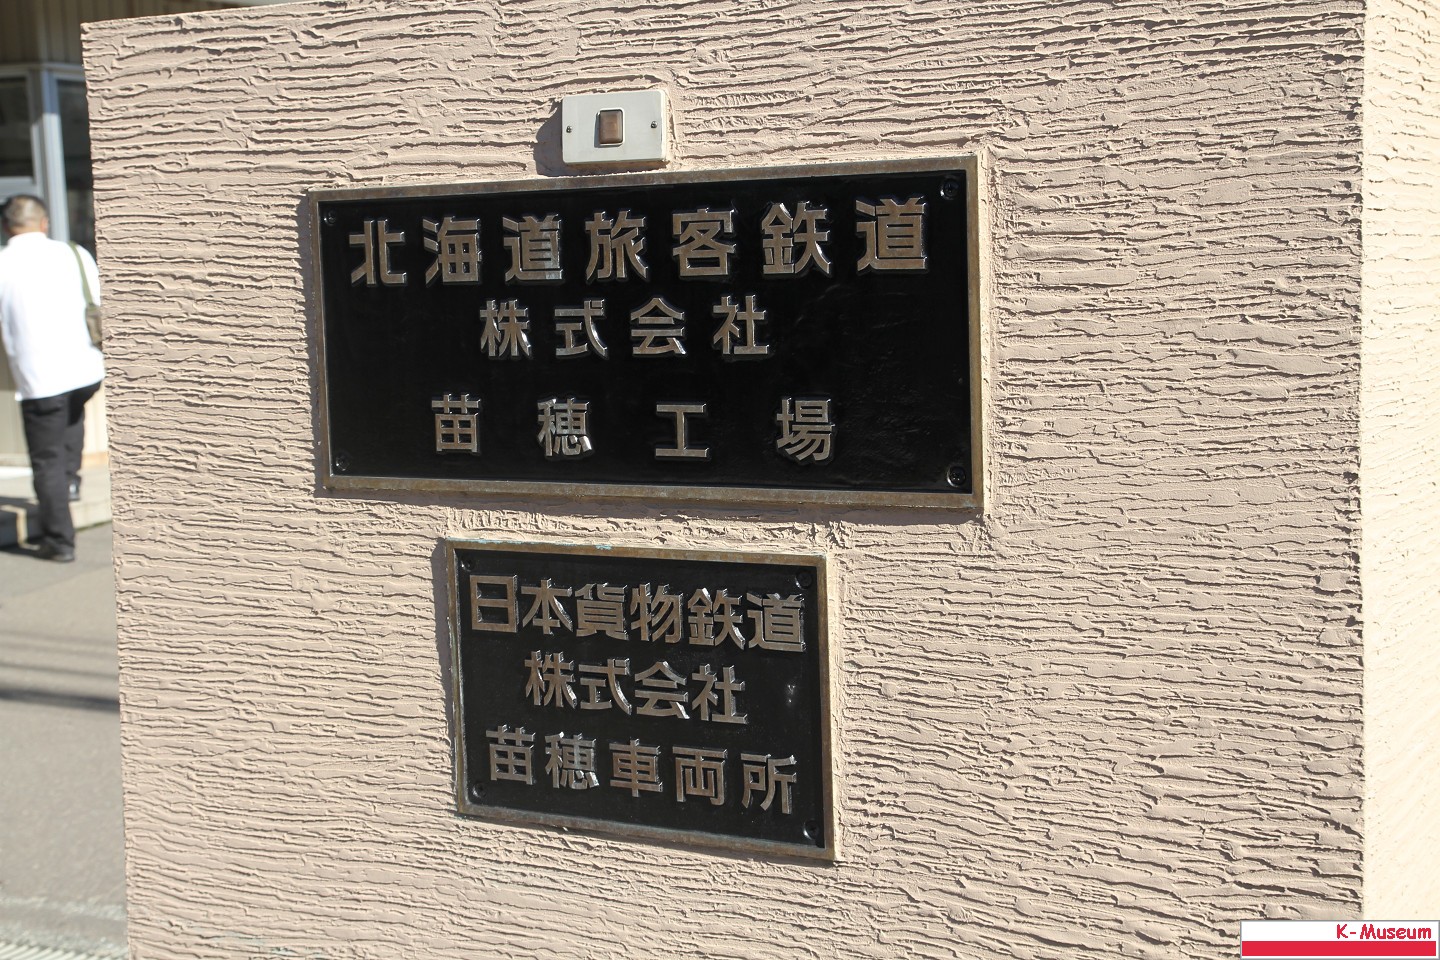 北海道旅客鉄道
株式会社
苗穂工場
日本貨物鉄道
株式会社
苗穂車両所
K-Museum